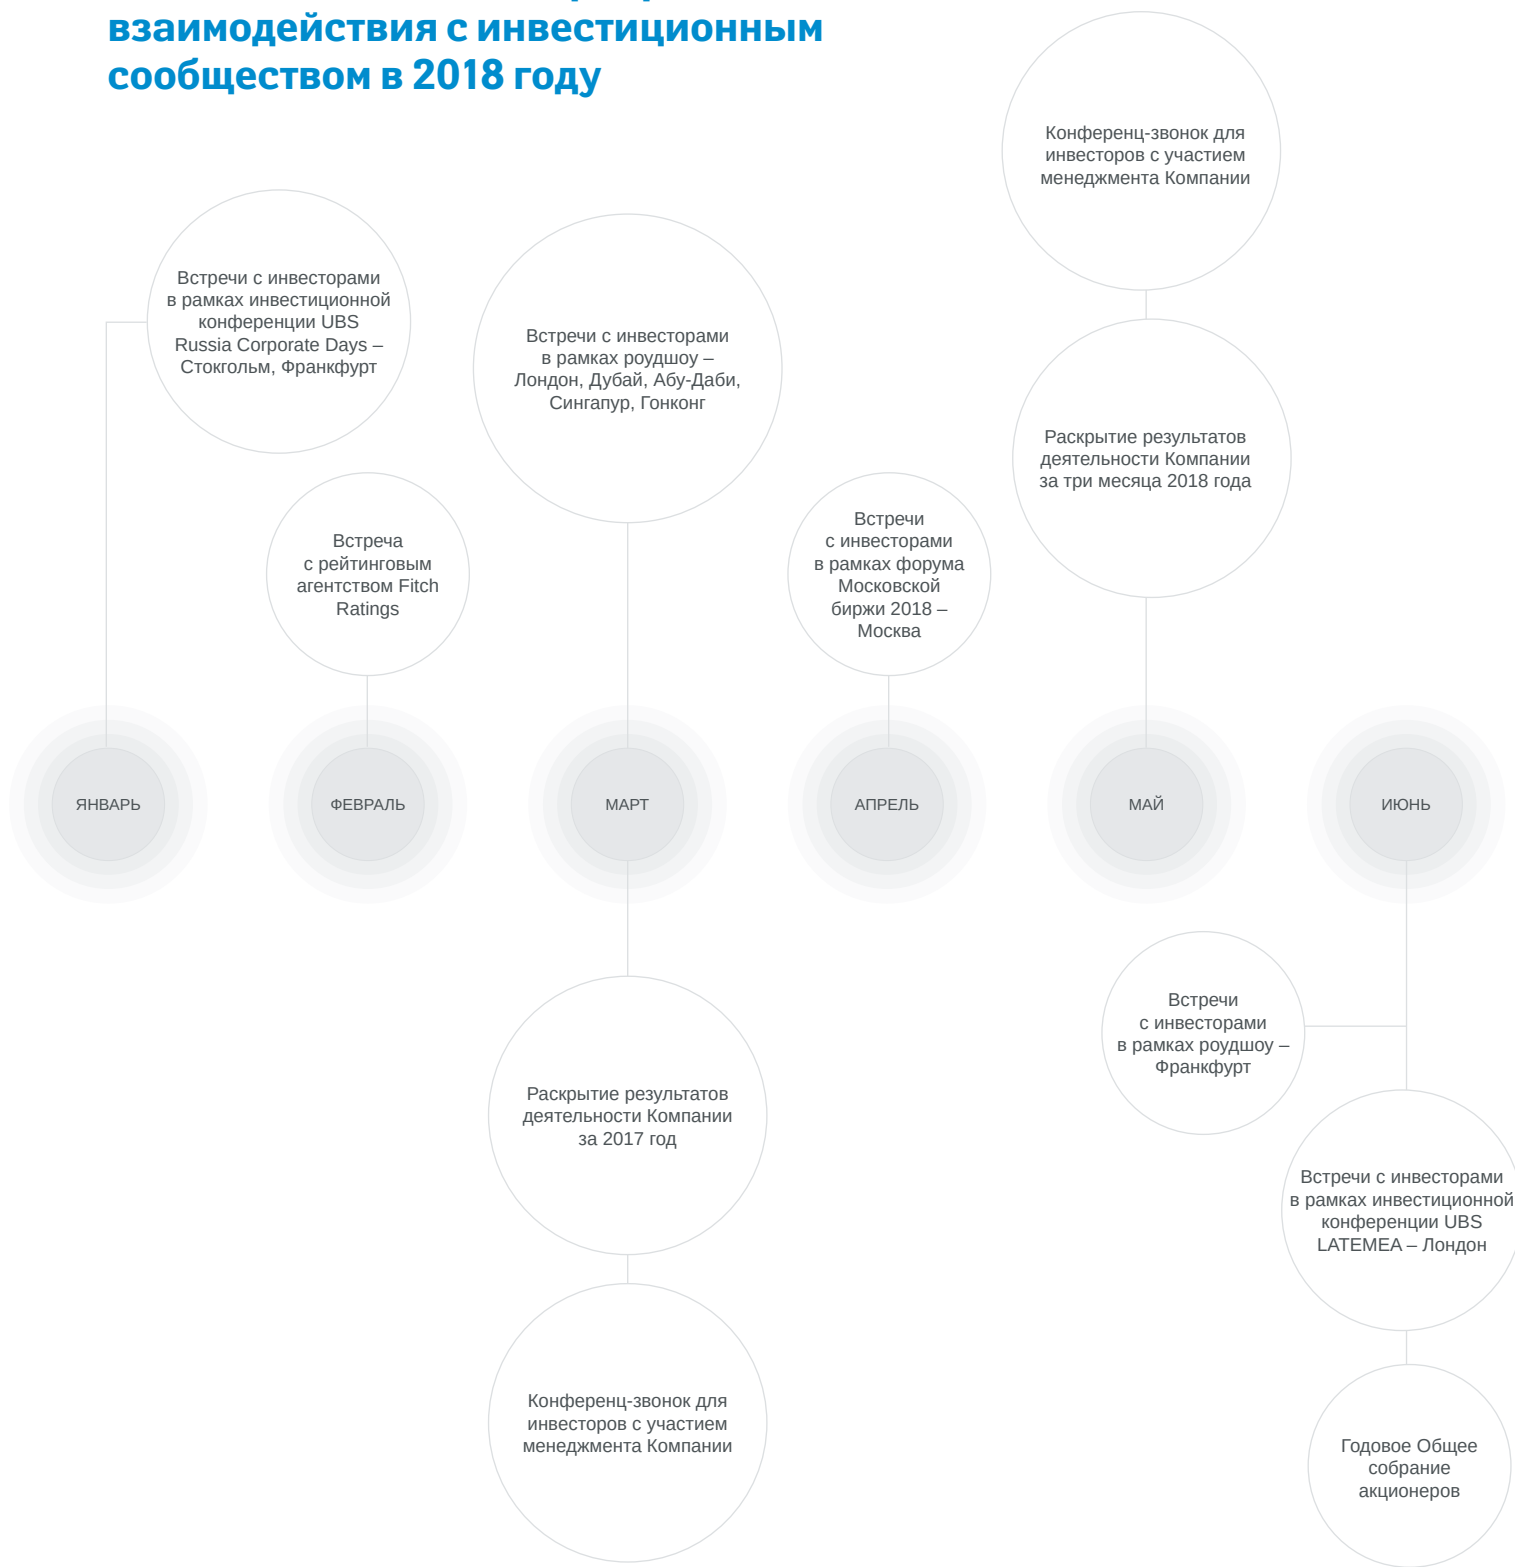 взаимодействия с инвестиционным
сообществом в 2018 году
Конференц-звонок для
инвесторов с участием
менеджмента Компании
Встречи с инвесторами
в рамках инвестиционной
конференции UBS
Russia Corporate Days –
Стокгольм, Франкфурт
Встречи с инвесторами
в рамках роудшоу –
Лондон, Дубай, Абу-Даби,
Сингапур, Гонконг
Раскрытие результатов
деятельности Компании
за три месяца 2018 года
Встреча
с рейтинговым
агентством Fitch
Ratings
Встречи
с инвесторами
в рамках форума
Московской
биржи 2018 –
Москва
ЯНВАРЬ
ФЕВРАЛЬ
МАРТ
АПРЕЛЬ
МАЙ
ИЮНЬ
Встречи
с инвесторами
в рамках роудшоу –
Франкфурт
Раскрытие результатов
деятельности Компании
за 2017 год
Встречи с инвесторами
в рамках инвестиционной
конференции UBS
LATEMEA – Лондон
Конференц-звонок для
инвесторов с участием
менеджмента Компании
Годовое Общее
собрание
акционеров